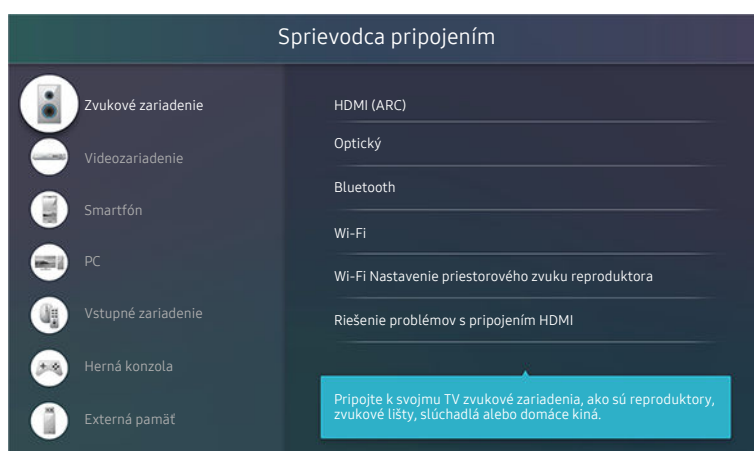 Sprievodca pripojením
Zvukové zariadenie
Videozariadenie
Smartfón
PC
Vstupné zariadenie
Herná konzola
Externá pamäť
HDMI (ARC)
Optický
Bluetooth
Wi-Fi
Wi-Fi Nastavenie priestorového zvuku reproduktora
Riešenie problémov s pripojením HDMI
Pripojte k svojmu TV zvukové zariadenia, ako sú reproduktory,
zvukové lišty, slúchadlá alebo domáce kiná.